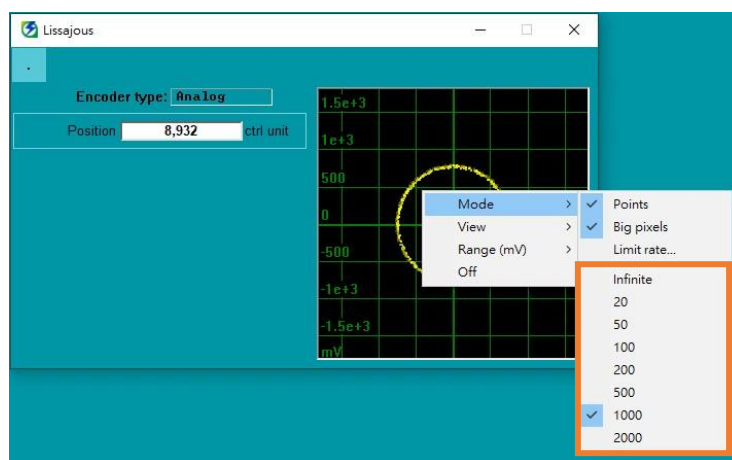 Lissajous
.
Encoder type: Analog
Position 8,932 ctrl unit
1.5e+3
1e+3
500
0
-500
-1e+3
-1.5e+3
mV
Mode
View
Range (mV)
Off
Points
Big pixels
Limit rate...
Infinite
20
50
100
200
500
1000
2000